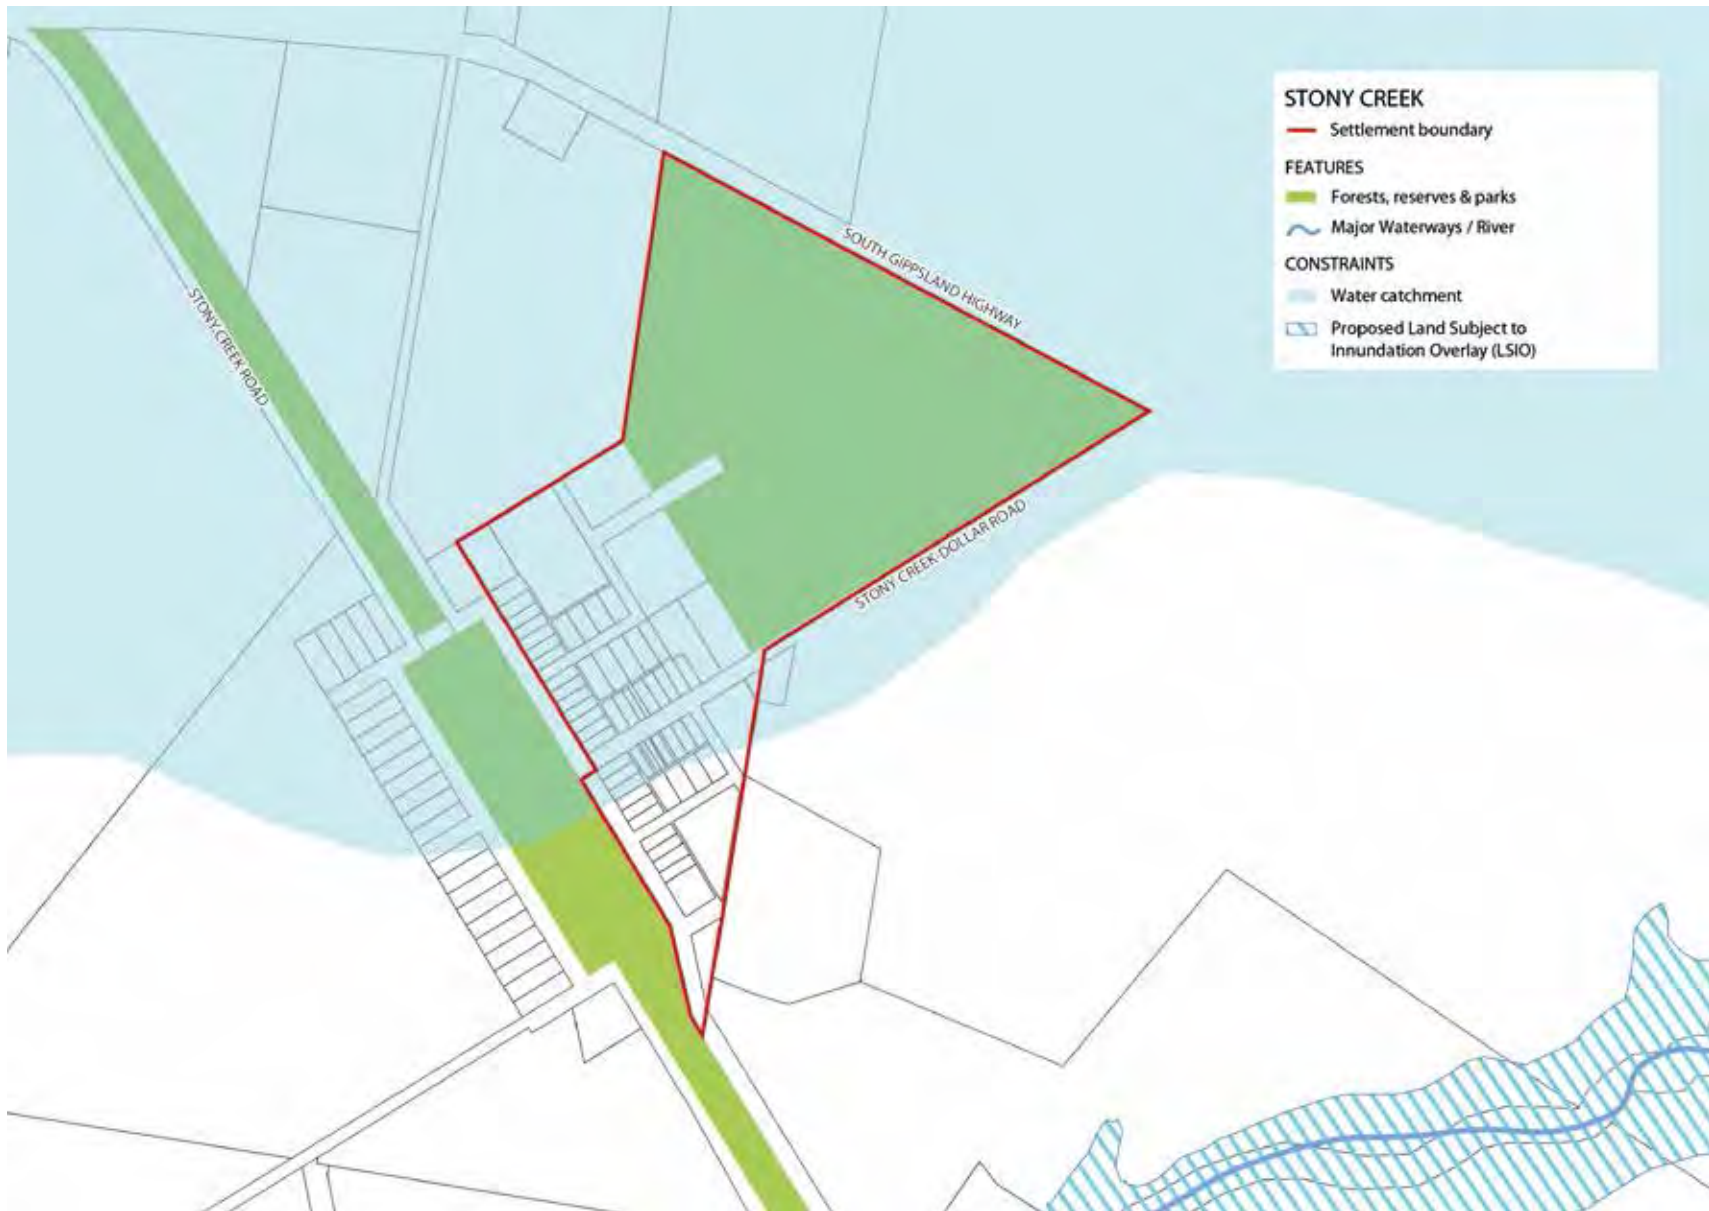 STONY CREEK
Settlement boundary
FEATURES
Forests, reserves & parks
Major Waterways / River
CONSTRAINTS
Water catchment
Proposed Land Subject to
Innundation Overlay (LSIO)
SOUTH GIPPSLAND HIGHWAY
STONY CREEK ROAD
STONY CREEK-DOLLAR ROAD